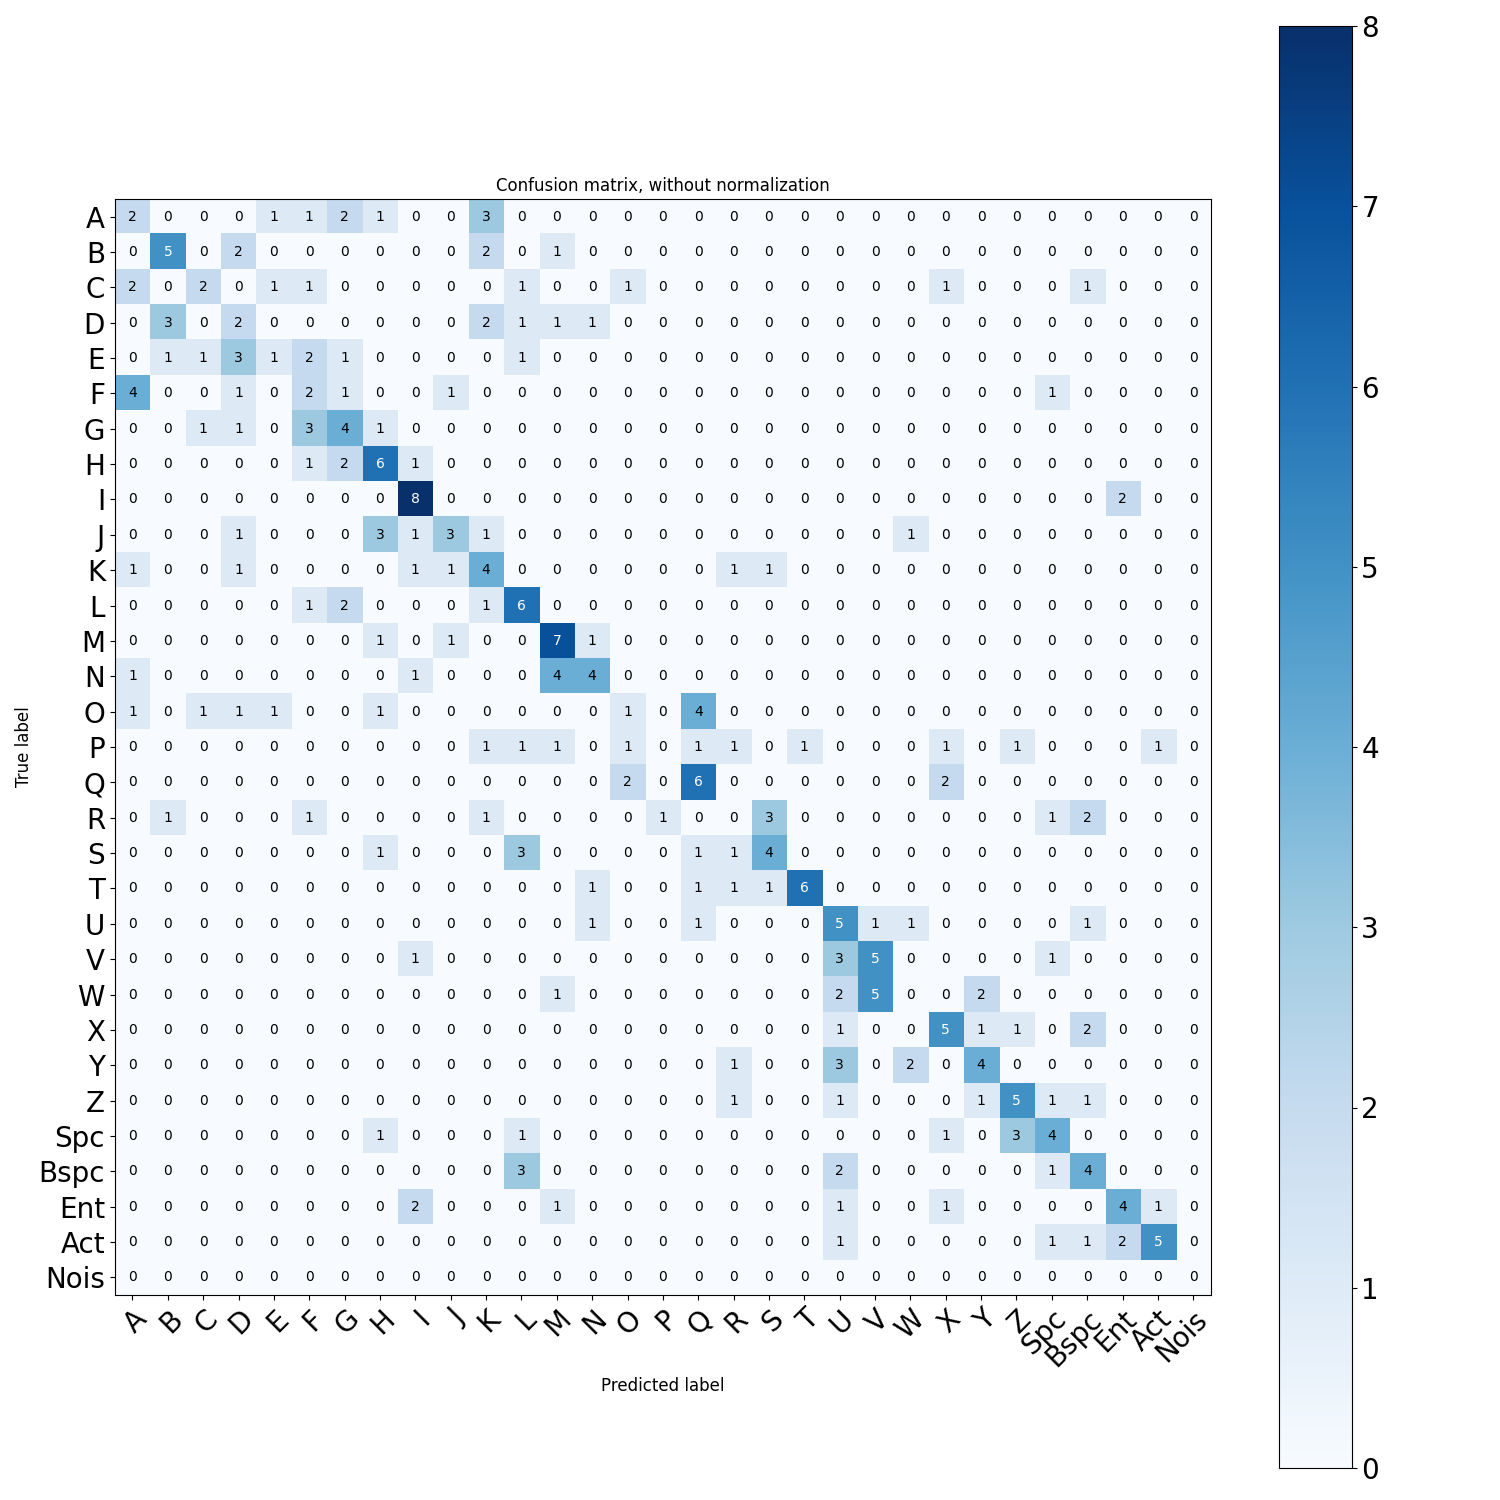 Confusion matrix, without normalization
A 2 0 0 0 1 1 2 1 0 0 3 0 0 0 0 0 0 0 0 0 0 0 0 0 0 0 0 0 0 0 0
B 0 5 0 2 0 0 0 0 0 0 2 0 1 0 0 0 0 0 0 0 0 0 0 0 0 0 0 0 0 0 0
C 2 0 2 0 1 1 0 0 0 0 0 1 0 0 1 0 0 0 0 0 0 0 0 1 0 0 0 1 0 0 0
D 0 3 0 2 0 0 0 0 0 0 2 1 1 1 0 0 0 0 0 0 0 0 0 0 0 0 0 0 0 0 0
E 0 1 1 3 1 2 1 0 0 0 0 1 0 0 0 0 0 0 0 0 0 0 0 0 0 0 0 0 0 0 0
F 4 0 0 1 0 2 1 0 0 1 0 0 0 0 0 0 0 0 0 0 0 0 0 0 0 0 1 0 0 0 0
G 0 0 1 1 0 3 4 1 0 0 0 0 0 0 0 0 0 0 0 0 0 0 0 0 0 0 0 0 0 0 0
H 0 0 0 0 0 1 2 6 1 0 0 0 0 0 0 0 0 0 0 0 0 0 0 0 0 0 0 0 0 0 0
I 0 0 0 0 0 0 0 0 8 0 0 0 0 0 0 0 0 0 0 0 0 0 0 0 0 0 0 0 2 0 0
J 0 0 0 1 0 0 0 3 1 3 1 0 0 0 0 0 0 0 0 0 0 0 1 0 0 0 0 0 0 0 0
K 1 0 0 1 0 0 0 0 1 1 4 0 0 0 0 0 0 1 1 0 0 0 0 0 0 0 0 0 0 0 0
L 0 0 0 0 0 1 2 0 0 0 1 6 0 0 0 0 0 0 0 0 0 0 0 0 0 0 0 0 0 0 0
M 0 0 0 0 0 0 0 1 0 1 0 0 7 1 0 0 0 0 0 0 0 0 0 0 0 0 0 0 0 0 0
N 1 0 0 0 0 0 0 0 1 0 0 0 4 4 0 0 0 0 0 0 0 0 0 0 0 0 0 0 0 0 0
O 1 0 1 1 1 0 0 1 0 0 0 0 0 0 1 0 4 0 0 0 0 0 0 0 0 0 0 0 0 0 0
P 0 0 0 0 0 0 0 0 0 0 1 1 1 0 1 0 1 1 0 1 0 0 0 1 0 1 0 0 0 1 0
Q 0 0 0 0 0 0 0 0 0 0 0 0 0 0 2 0 6 0 0 0 0 0 0 2 0 0 0 0 0 0 0
R 0 1 0 0 0 1 0 0 0 0 1 0 0 0 0 1 0 0 3 0 0 0 0 0 0 0 1 2 0 0 0
S 0 0 0 0 0 0 0 1 0 0 0 3 0 0 0 0 1 1 4 0 0 0 0 0 0 0 0 0 0 0 0
T 0 0 0 0 0 0 0 0 0 0 0 0 0 1 0 0 1 1 1 6 0 0 0 0 0 0 0 0 0 0 0
U 0 0 0 0 0 0 0 0 0 0 0 0 0 1 0 0 1 0 0 0 5 1 1 0 0 0 0 1 0 0 0
V 0 0 0 0 0 0 0 0 1 0 0 0 0 0 0 0 0 0 0 0 3 5 0 0 0 0 1 0 0 0 0
W 0 0 0 0 0 0 0 0 0 0 0 0 1 0 0 0 0 0 0 0 2 5 0 0 2 0 0 0 0 0 0
X 0 0 0 0 0 0 0 0 0 0 0 0 0 0 0 0 0 0 0 0 1 0 0 5 1 1 0 2 0 0 0
Y 0 0 0 0 0 0 0 0 0 0 0 0 0 0 0 0 0 1 0 0 3 0 2 0 4 0 0 0 0 0 0
Z 0 0 0 0 0 0 0 0 0 0 0 0 0 0 0 0 0 1 0 0 1 0 0 0 1 5 1 1 0 0 0
Spc 0 0 0 0 0 0 0 1 0 0 0 1 0 0 0 0 0 0 0 0 0 0 0 1 0 3 4 0 0 0 0
Bspc 0 0 0 0 0 0 0 0 0 0 0 3 0 0 0 0 0 0 0 0 2 0 0 0 0 0 1 4 0 0 0
Ent 0 0 0 0 0 0 0 0 2 0 0 0 1 0 0 0 0 0 0 0 1 0 0 1 0 0 0 0 4 1 0
Act 0 0 0 0 0 0 0 0 0 0 0 0 0 0 0 0 0 0 0 0 1 0 0 0 0 0 1 1 2 5 0
Nois 0 0 0 0 0 0 0 0 0 0 0 0 0 0 0 0 0 0 0 0 0 0 0 0 0 0 0 0 0 0 0
A B C D E F G H I J K L M N O P Q R S T U V W X Y Z Spc Bspc Ent Act Nois
Predicted label
True label
8
7
6
5
4
3
2
1
0